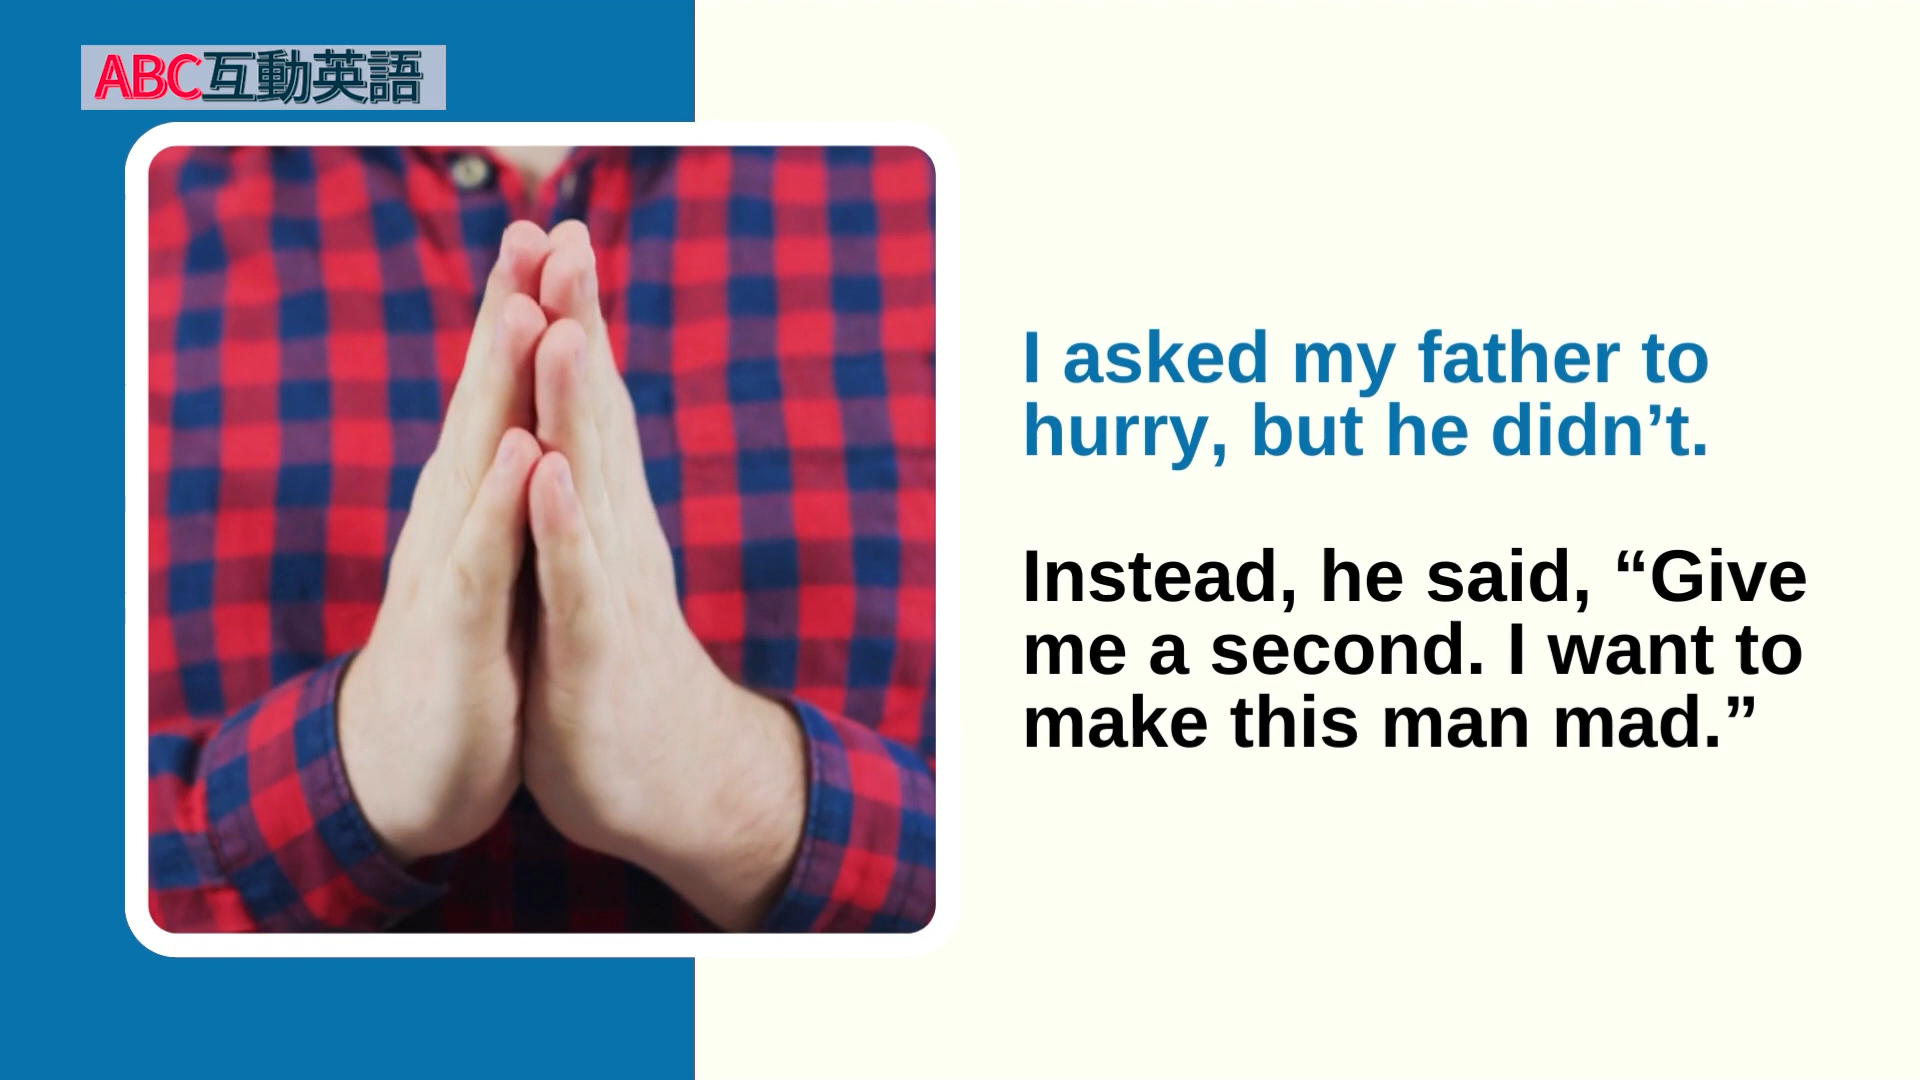 ABC互動英語
I asked my father to
hurry, but he didn’t.
Instead, he said, “Give
me a second. I want to
make this man mad.”